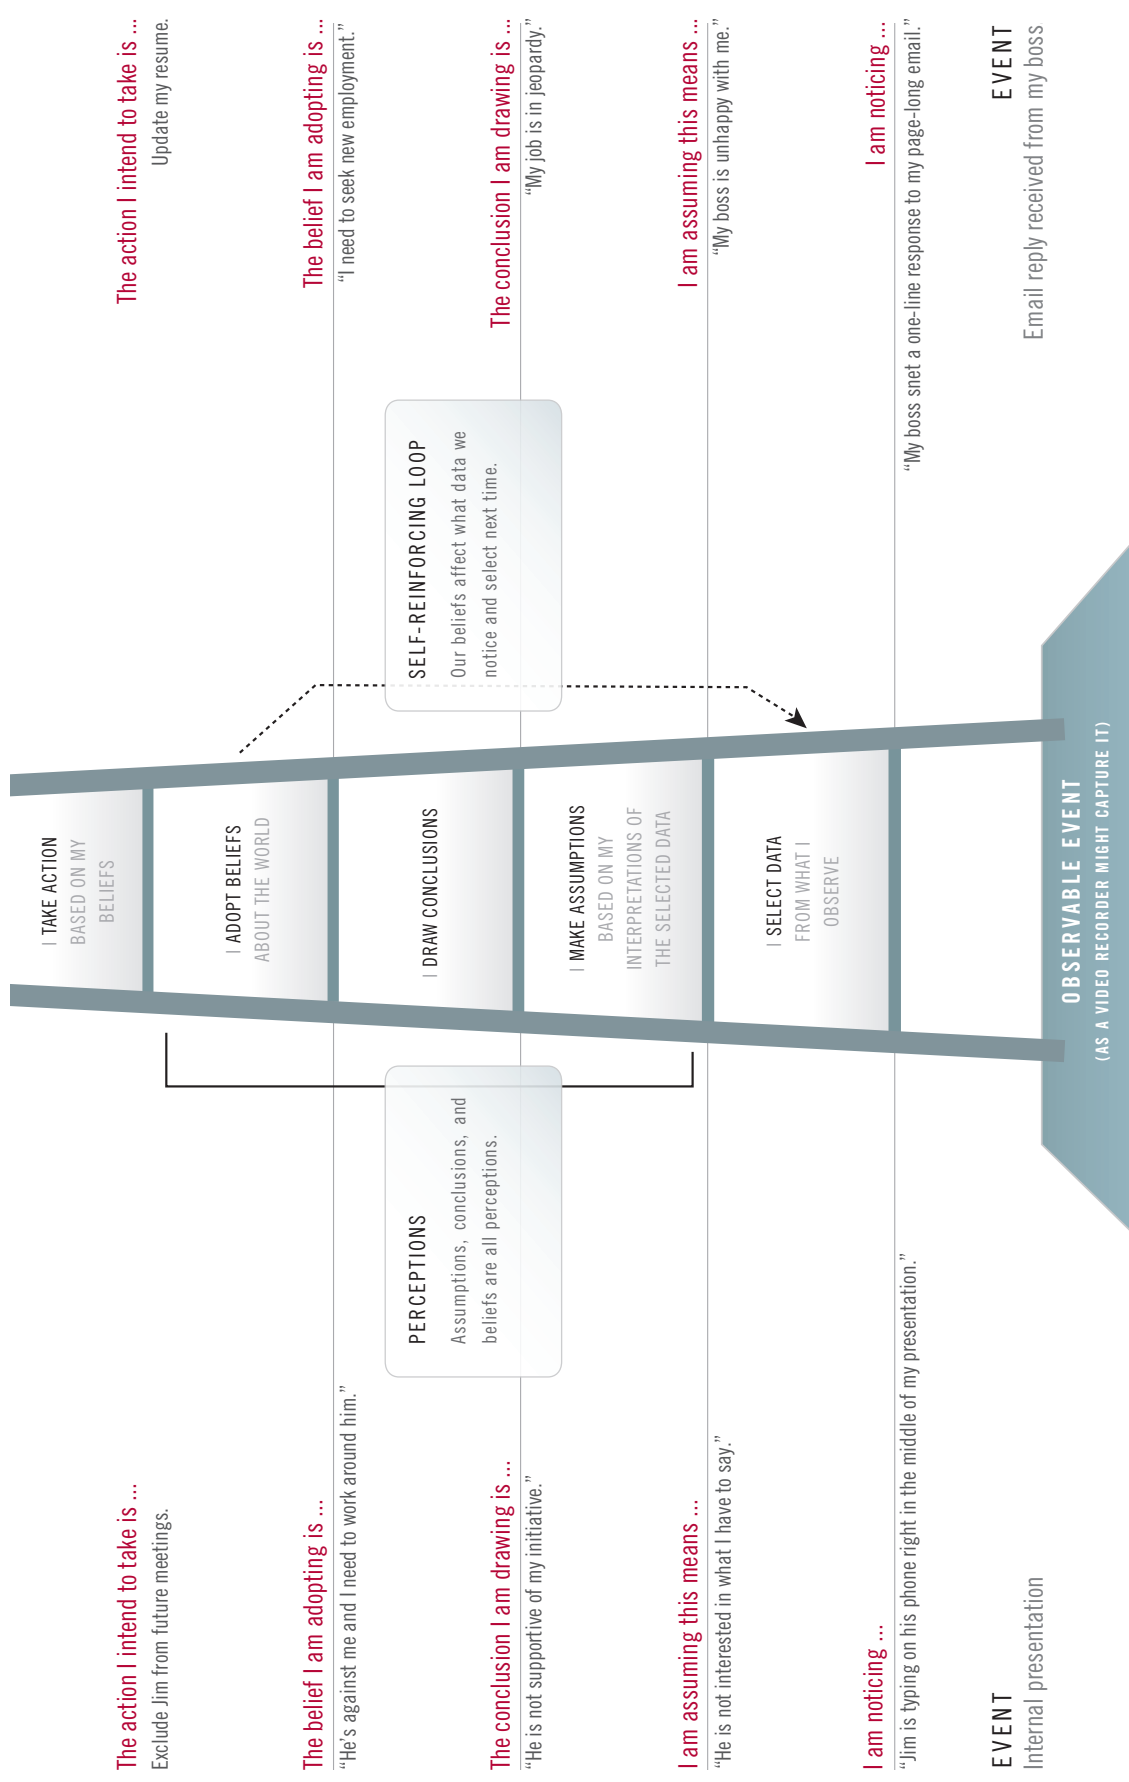 The action I intend to take is ...
Exclude Jim from future meetings.
The belief I am adopting is ...
“He’s against me and I need to work around him.”
The conclusion I am drawing is ...
“He is not supportive of my initiative.”
I am assuming this means ...
“He is not interested in what I have to say.”
I am noticing ...
“Jim is typing on his phone right in the middle of my presentation.”
EVENT
Internal presentation
PERCEPTIONS
Assumptions, conclusions, and
beliefs are all perceptions.
I TAKE ACTION
BASED ON MY
BELIEFS
I ADOPT BELIEFS
ABOUT THE WORLD
I DRAW CONCLUSIONS
I MAKE ASSUMPTIONS
BASED ON MY
INTERPRETATIONS OF
THE SELECTED DATA
I SELECT DATA
FROM WHAT I
OBSERVE
OBSERVABLE EVENT
(AS A VIDEO RECORDER MIGHT CAPTURE IT)
SELF-REINFORCING LOOP
Our beliefs affect what data we
notice and select next time.
The action I intend to take is ...
Update my resume.
The belief I am adopting is ...
“I need to seek new employment.”
The conclusion I am drawing is ...
“My job is in jeopardy.”
I am assuming this means ...
“My boss is unhappy with me.”
I am noticing ...
“My boss snet a one-line response to my page-long email.”
EVENT
Email reply received from my boss